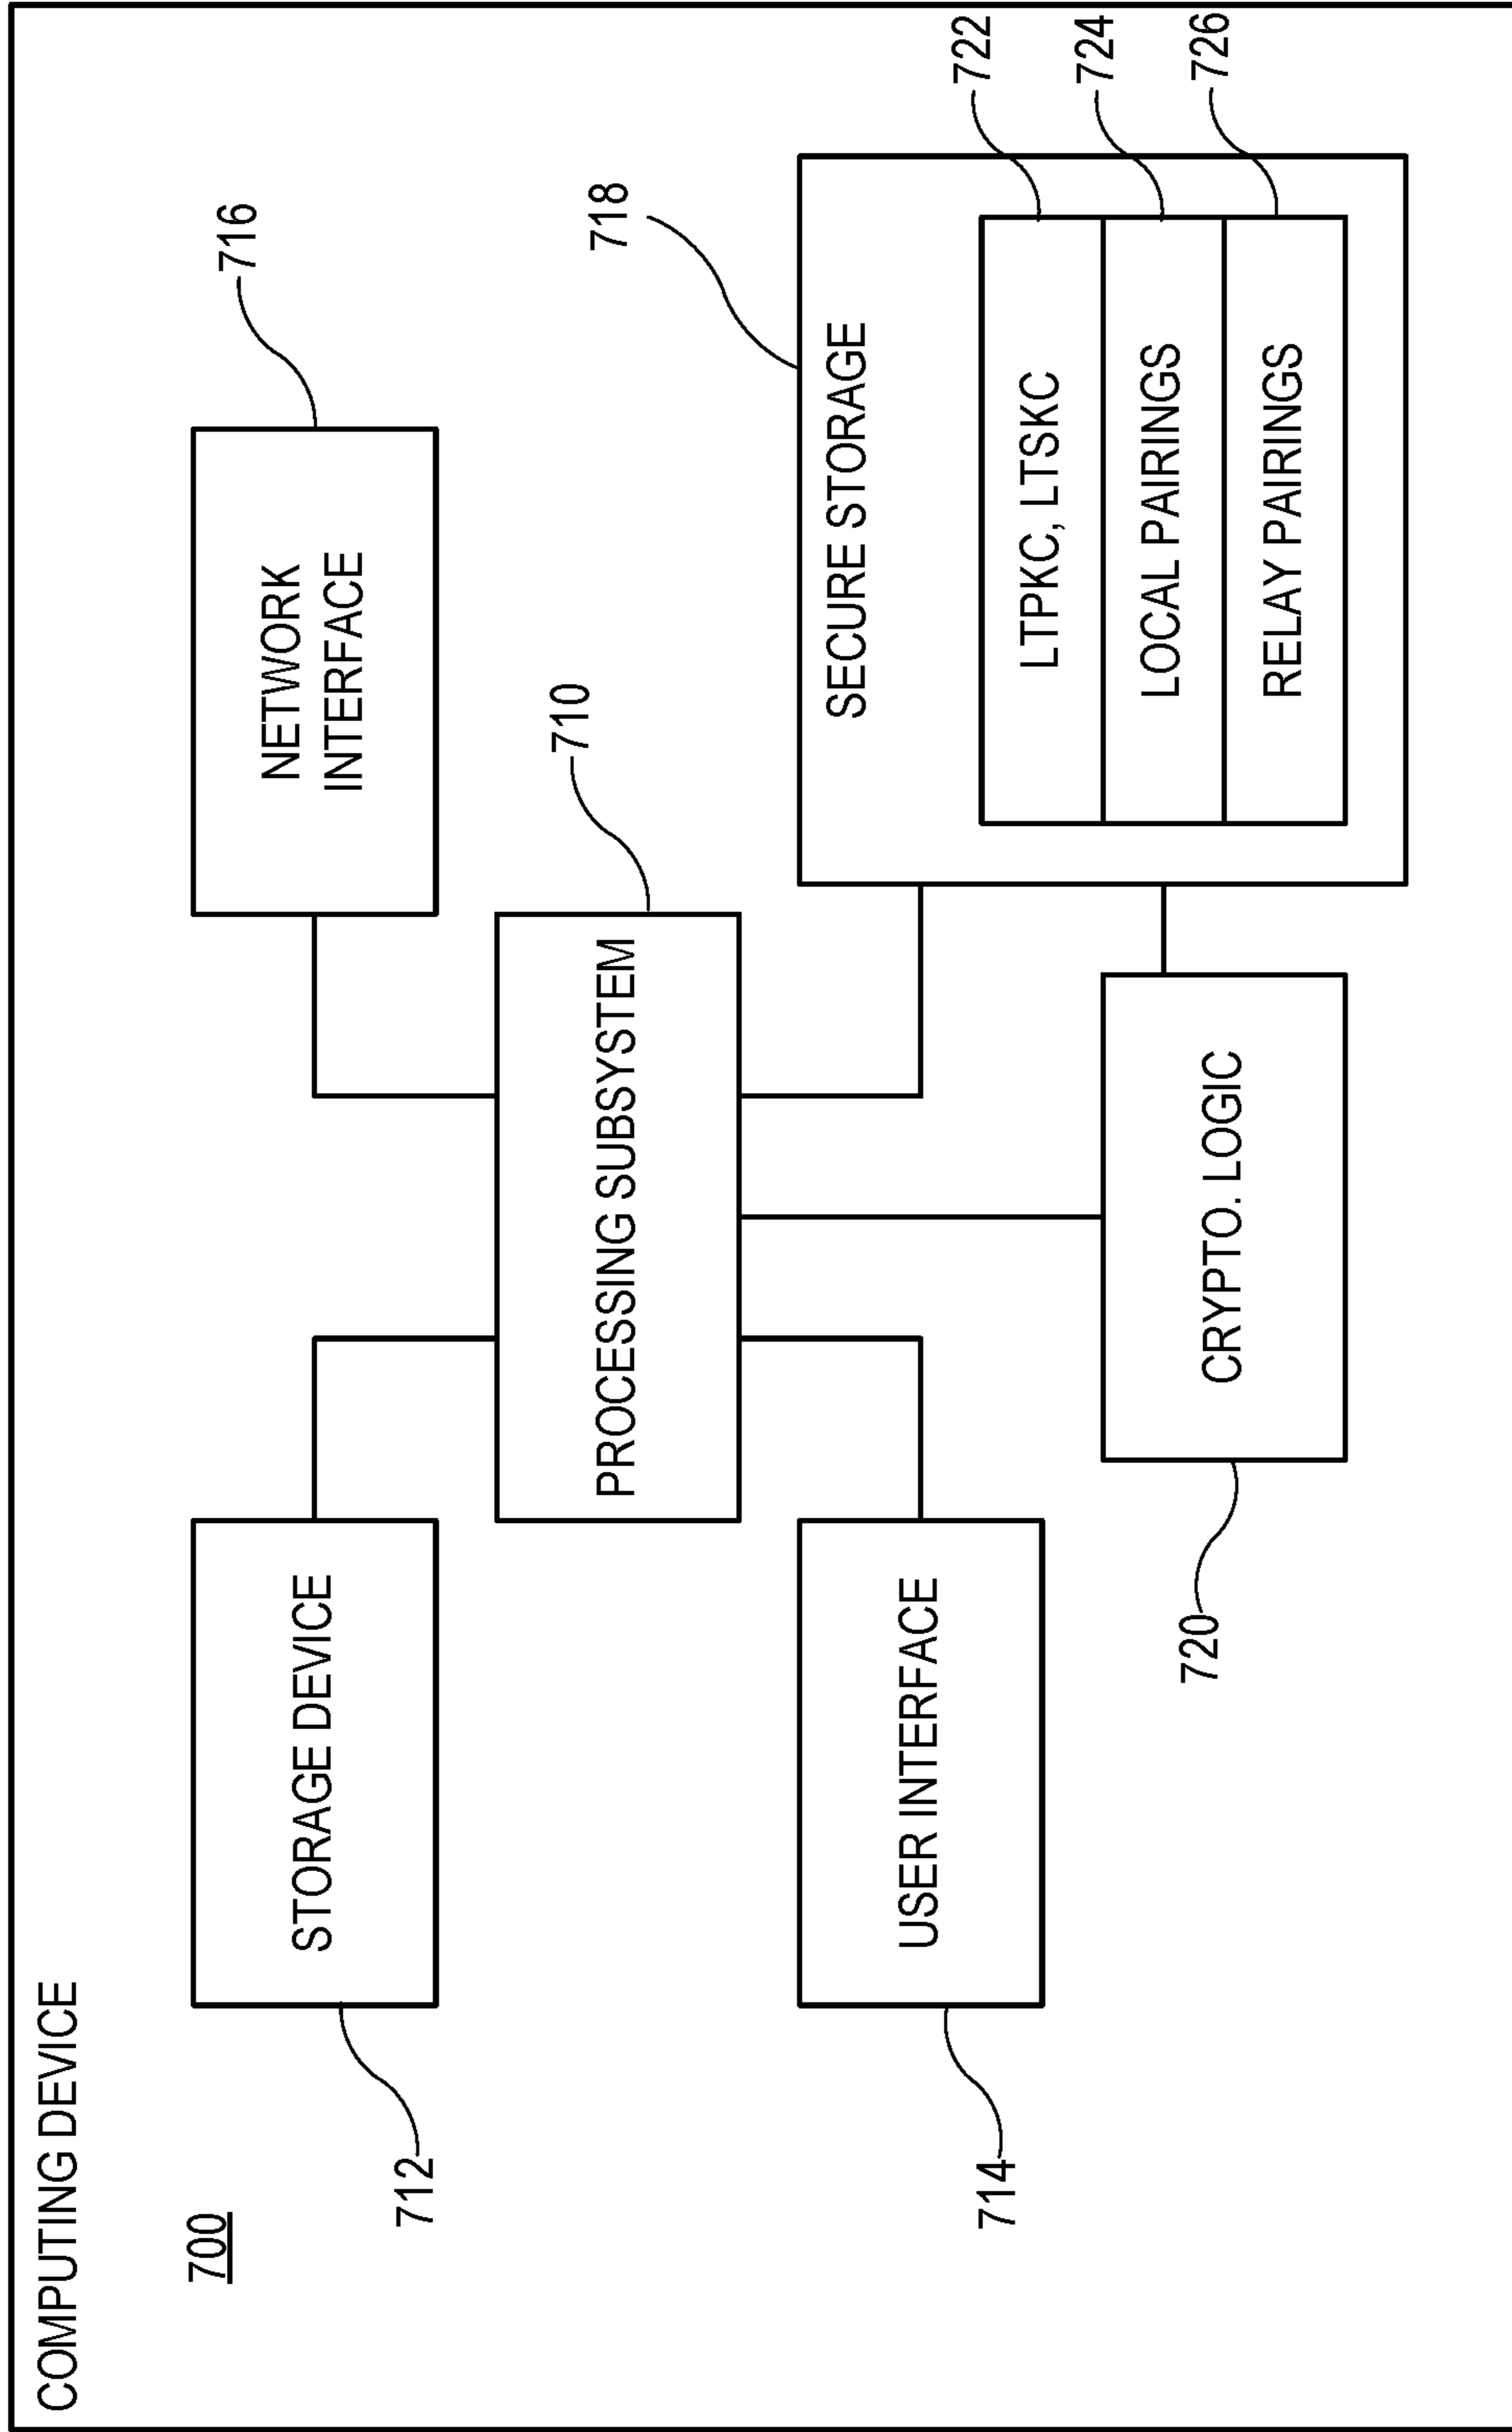 COMPUTING DEVICE
700
712
STORAGE DEVICE
NETWORK
INTERFACE
716
PROCESSING SUBSYSTEM
710
714
USER INTERFACE
718
SECURE STORAGE
LTPKC, LTSKC
722
LOCAL PAIRINGS
724
RELAY PAIRINGS
726
720
CRYPTO. LOGIC